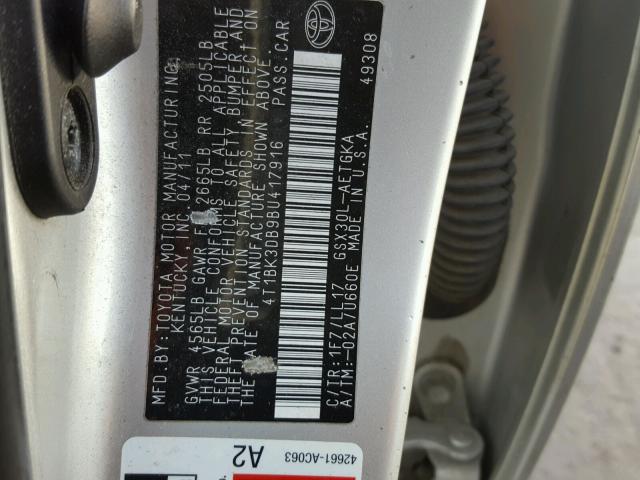 MFD. BY: TOYOTA MOTOR MANUFACTURING,
KENTUCKY, INC. 04/11
GVWR 4565LB GAWR FR 2665LB RR 2505LB
THIS VEHICLE CONFORMS TO ALL APPLICABLE
FEDERAL MOTOR VEHICLE SAFETY, BUMPER AND
THEFT PREVENTION STANDARDS IN EFFECT ON
THE DATE OF MANUFACTURE SHOWN ABOVE.
4T1BK3DB9BU417916 PASS. CAR
C/TR: 1F7/LL17 GSX30L-AETGKA
A/TM: -02A/U660E MADE IN U.S.A.
49308
42661-AC063
A2